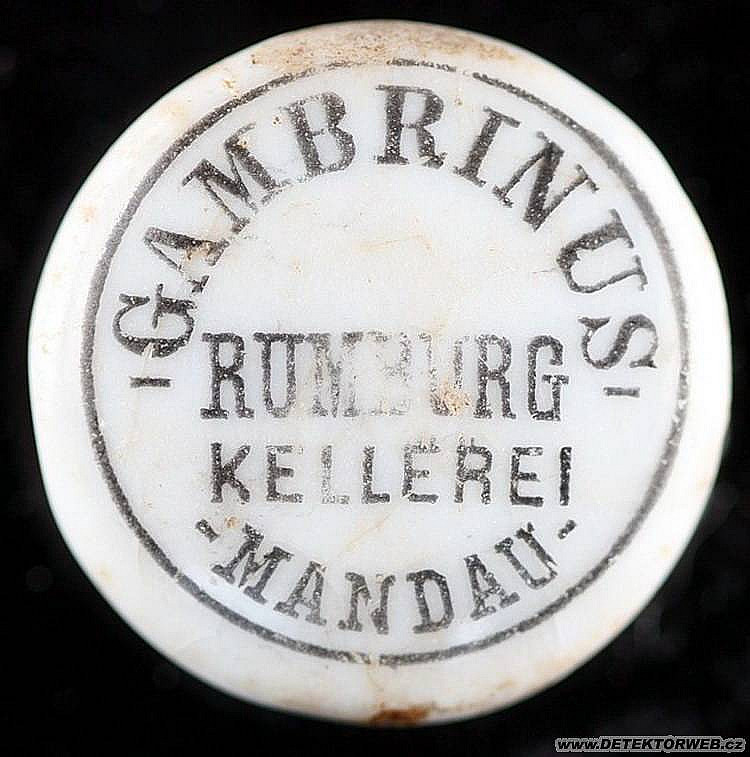 -GAMBRINUS-
RUMBURG
KELLEREI
-MANDAU-
www.DETEKTORWEB.cz